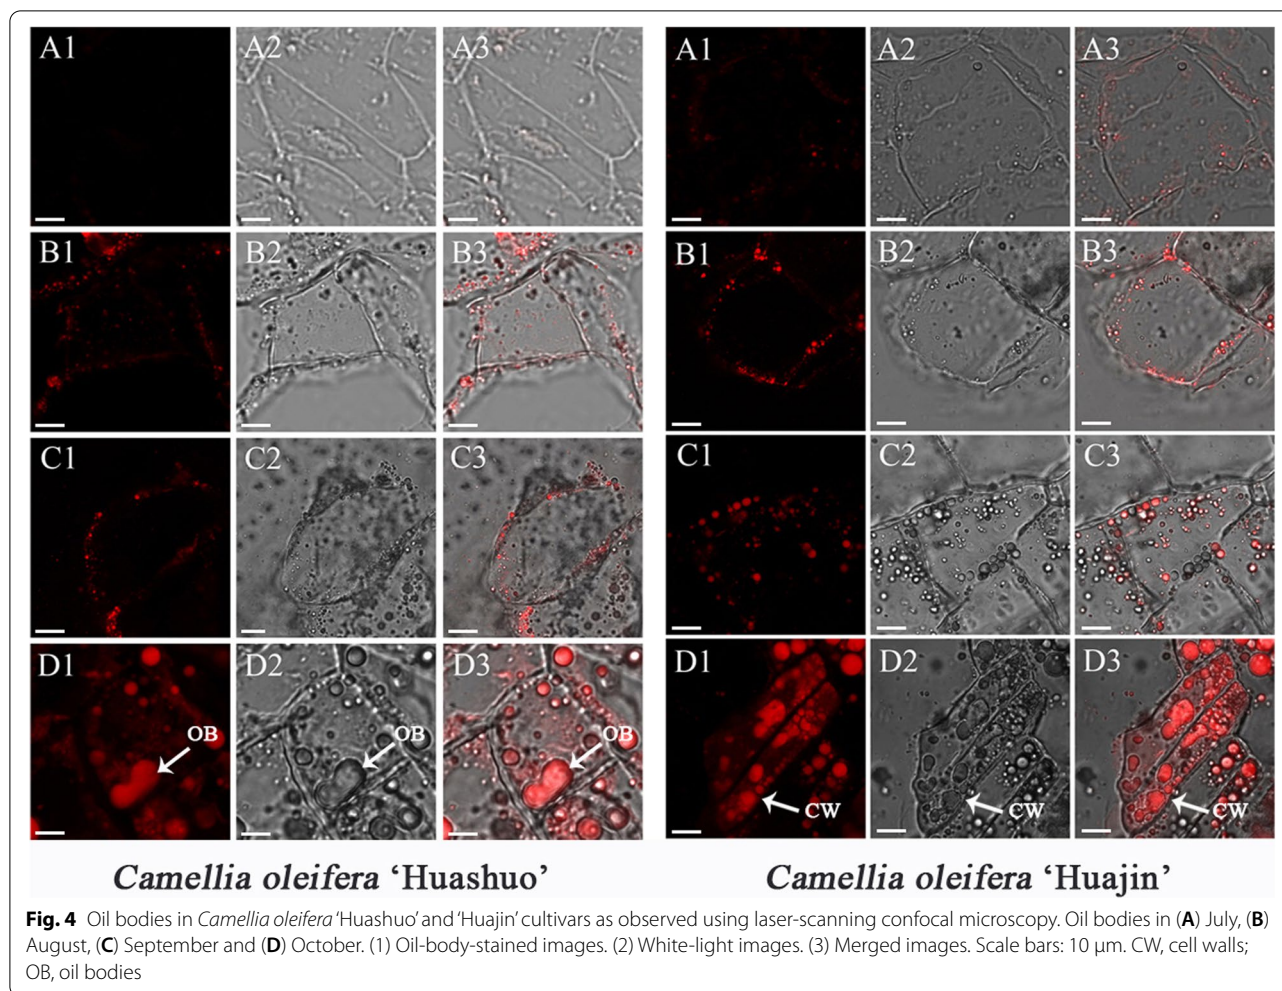 A1 A2 A3 A1 A2 A3
B1 B2 B3 B1 B2 B3
C1 C2 C3 C1 C2 C3
D1 D2 D3 D1 D2 D3
OB OB OB
CW CW CW
Camellia oleifera ‘Huashuo’ Camellia oleifera ‘Huajin’
Fig. 4 Oil bodies in Camellia oleifera ‘Huashuo’ and ‘Huajin’ cultivars as observed using laser-scanning confocal microscopy. Oil bodies in (A) July, (B)
August, (C) September and (D) October. (1) Oil-body-stained images. (2) White-light images. (3) Merged images. Scale bars: 10 μm. CW, cell walls;
OB, oil bodies